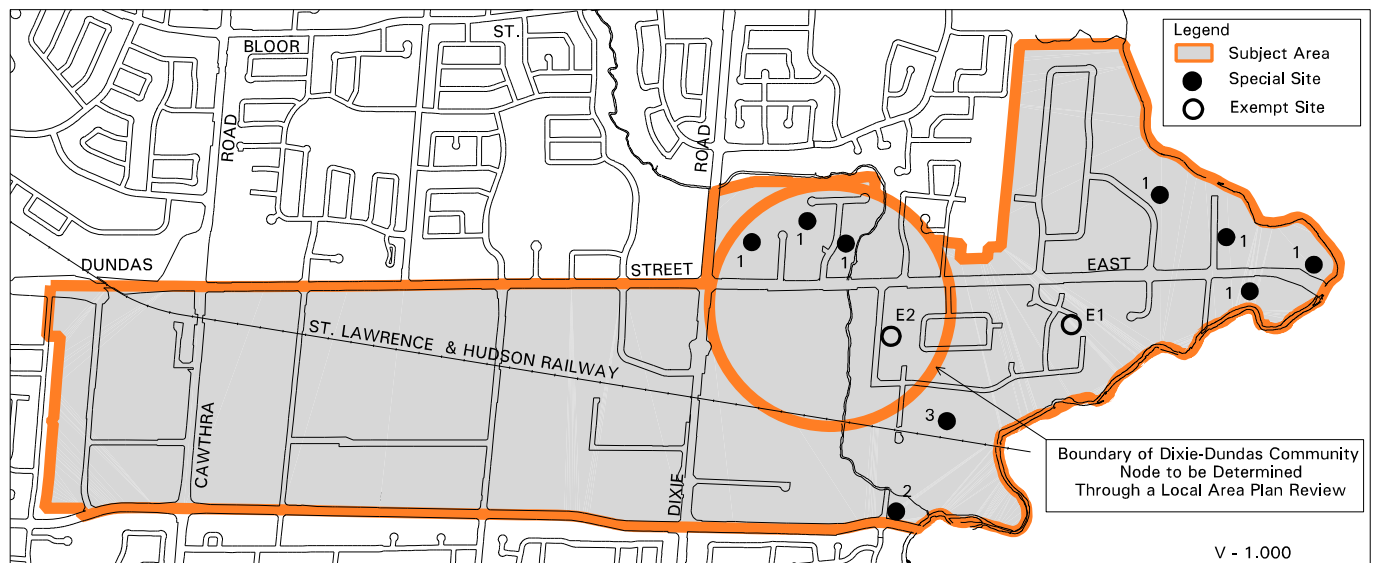 Legend
Subject Area
Special Site
Exempt Site
BLOOR
ST.
ROAD
ROAD
1
1
1
1
1
1
1
DUNDAS
STREET
EAST
E2
E1
ST. LAWRENCE & HUDSON RAILWAY
CAWTHRA
3
DIXIE
2
Boundary of Dixie-Dundas Community
Node to be Determined
Through a Local Area Plan Review
V - 1.000